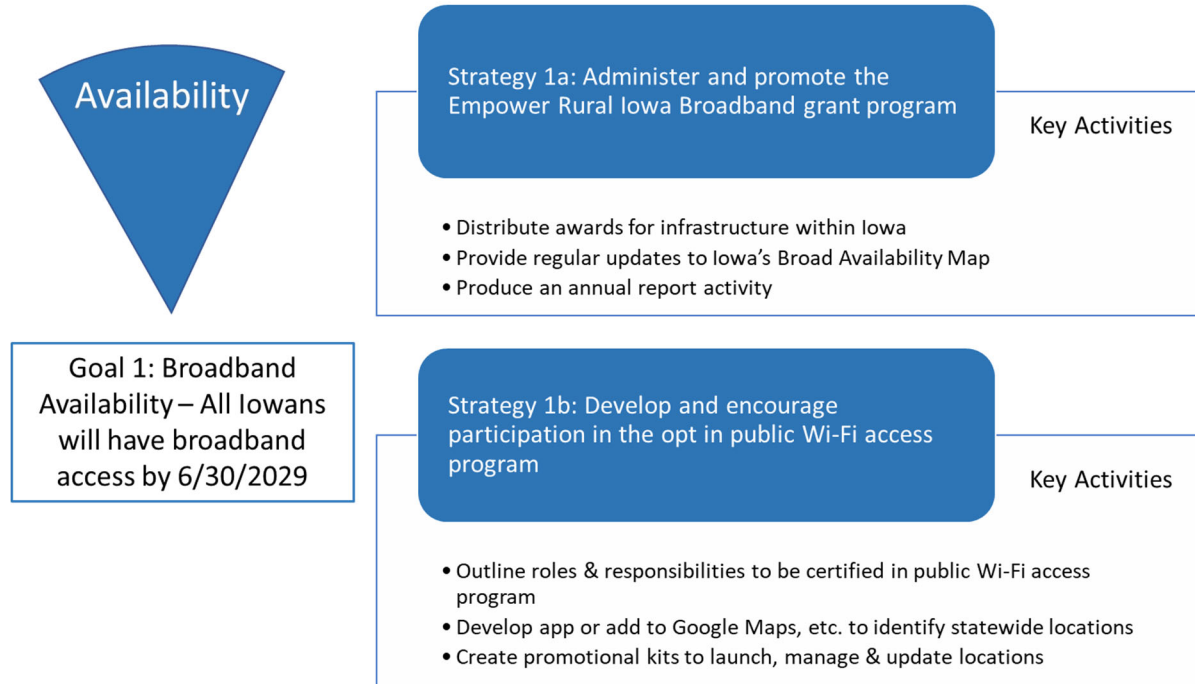 Availability
Goal 1: Broadband
Availability – All Iowans
will have broadband
access by 6/30/2029
Strategy 1a: Administer and promote the
Empower Rural Iowa Broadband grant program
Key Activities
• Distribute awards for infrastructure within Iowa
• Provide regular updates to Iowa's Broad Availability Map
• Produce an annual report activity
Strategy 1b: Develop and encourage
participation in the opt in public Wi-Fi access
program
Key Activities
• Outline roles & responsibilities to be certified in public Wi-Fi access
program
• Develop app or add to Google Maps, etc. to identify statewide locations
• Create promotional kits to launch, manage & update locations